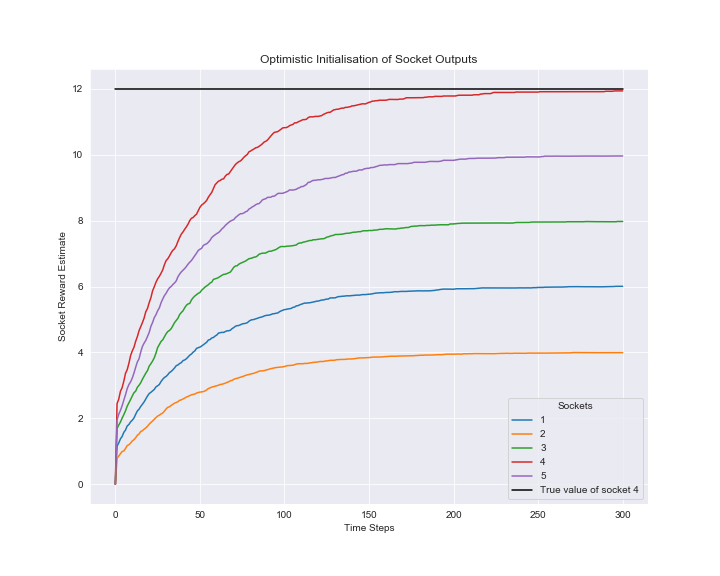 Optimistic Initialisation of Socket Outputs
Socket Reward Estimate
12
10
8
6
4
2
0
0 50 100 150 200 250 300
Time Steps
Sockets
1
2
3
4
5
True value of socket 4